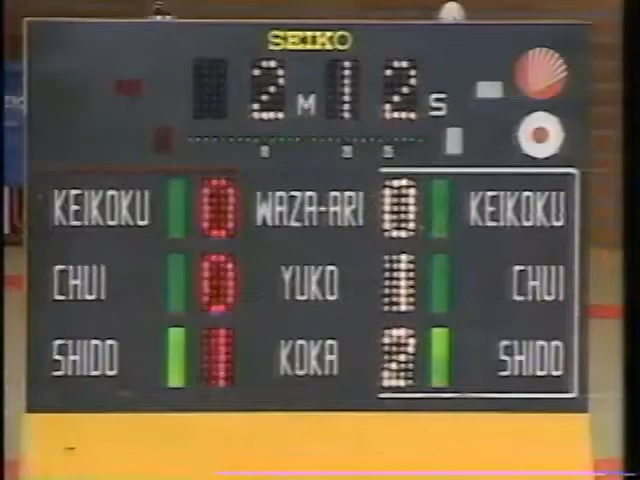 SEIKO
2 M 12 S
KEIKOKU 0 WAZA-ARI 0 KEIKOKU
CHUI 0 YUKO 1 CHUI
SHIDO 1 KOKA 2 SHIDO